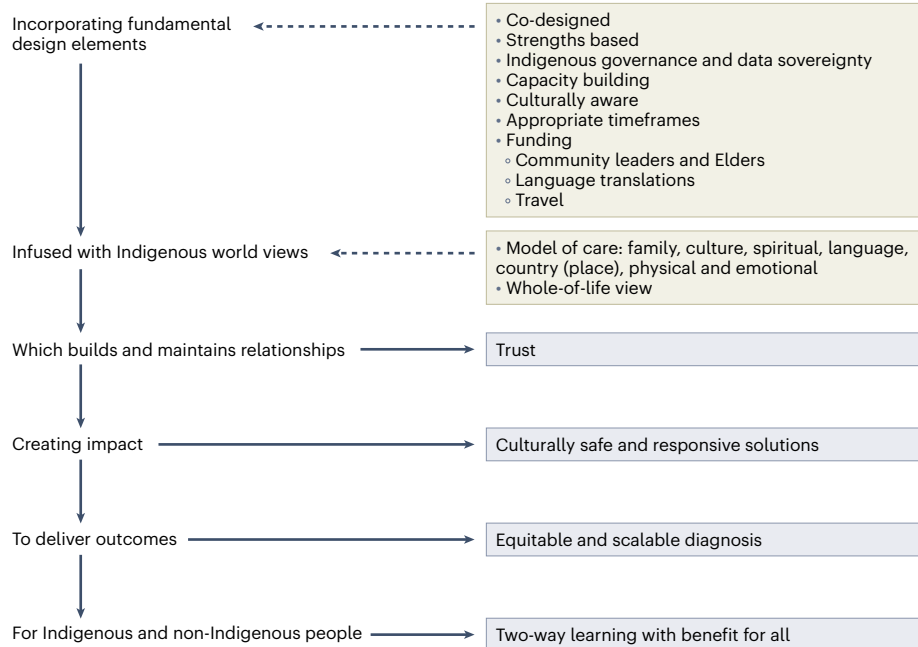 Incorporating fundamental
design elements
• Co-designed
• Strengths based
• Indigenous governance and data sovereignty
• Capacity building
• Culturally aware
• Appropriate timeframes
• Funding
◦ Community leaders and Elders
◦ Language translations
◦ Travel
Infused with Indigenous world views
• Model of care: family, culture, spiritual, language,
country (place), physical and emotional
• Whole-of-life view
Which builds and maintains relationships
Trust
Creating impact
Culturally safe and responsive solutions
To deliver outcomes
Equitable and scalable diagnosis
For Indigenous and non-Indigenous people
Two-way learning with benefit for all